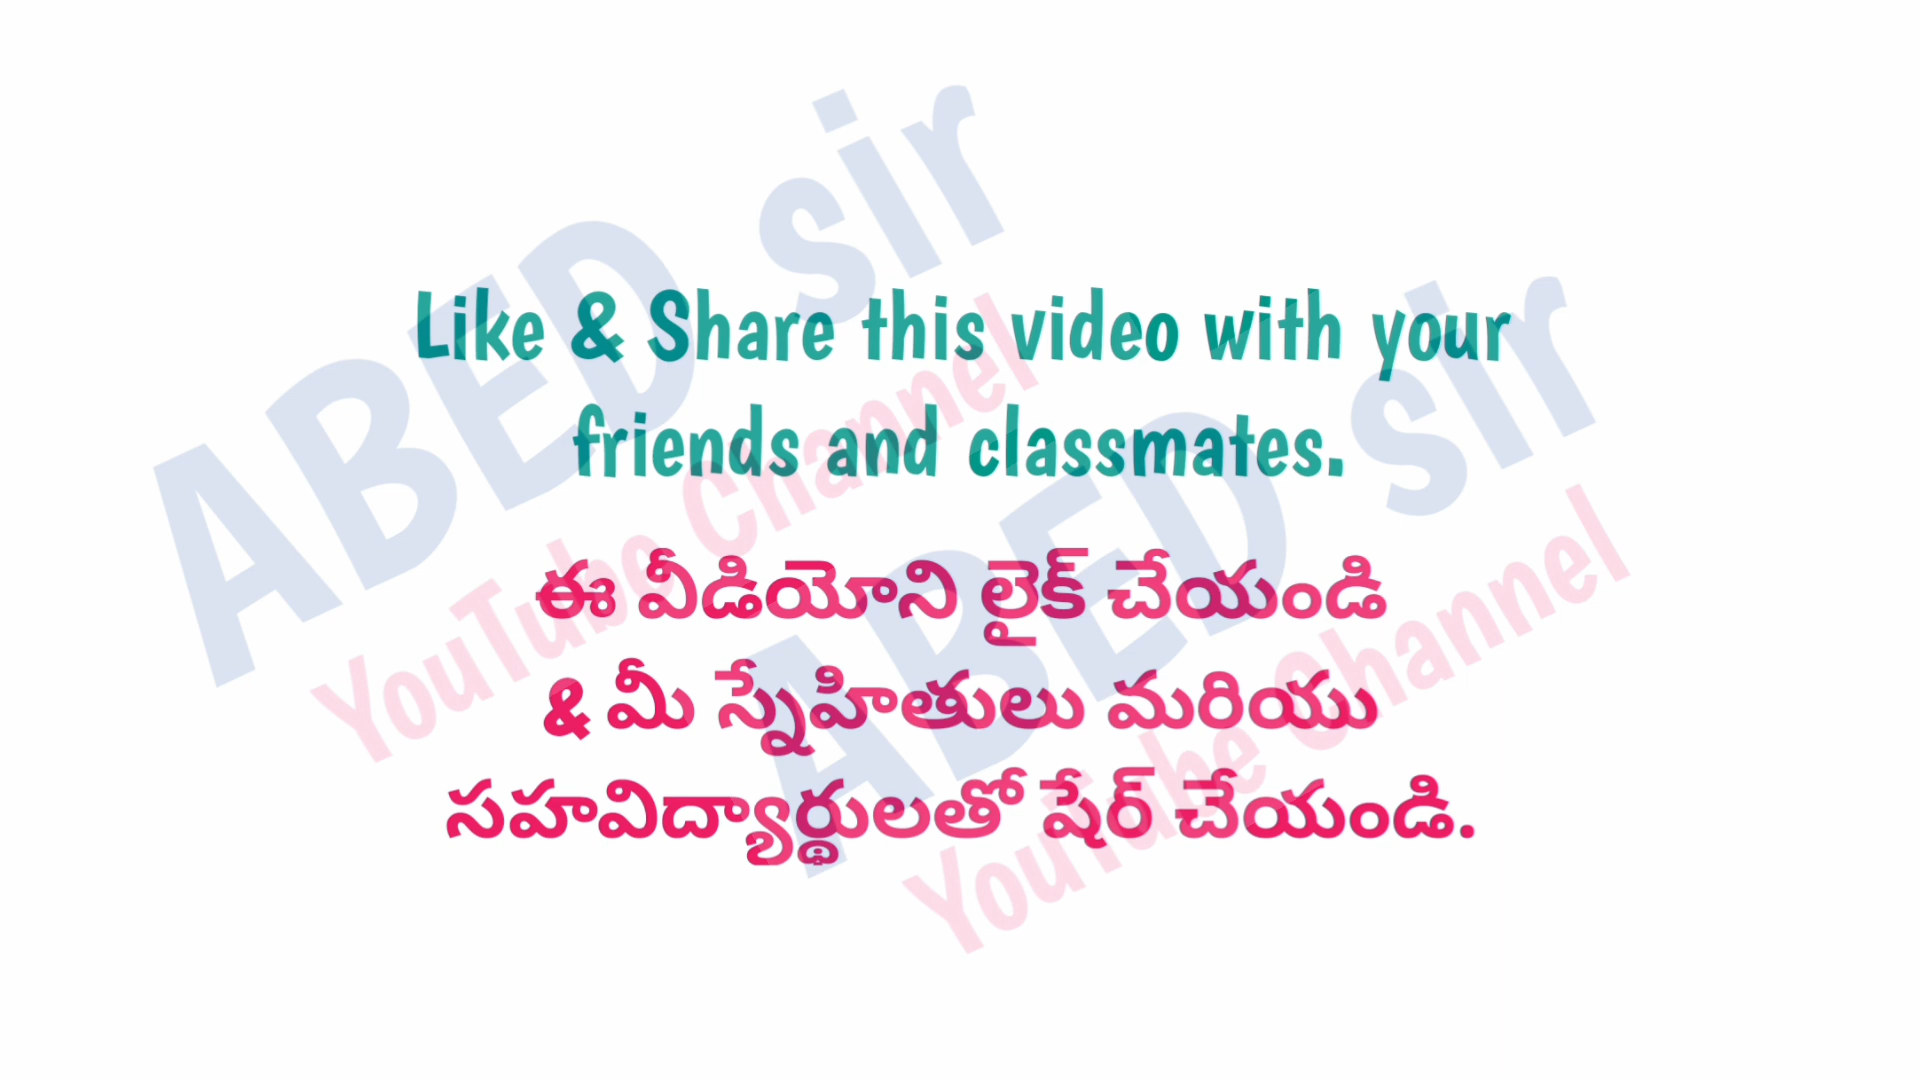 Like & Share this video with your
friends and classmates.
ఈ వీడియోని లైక్ చేయండి
& మీ స్నేహితులు మరియు
సహవిద్యార్థులతో షేర్ చేయండి.
ABED sir
YouTube Channel
ABED sir
YouTube Channel